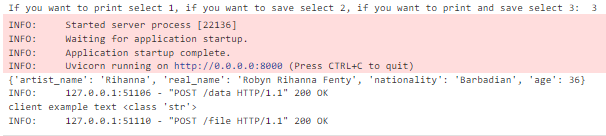 If you want to print select 1, if you want to save select 2, if you want to print and save select 3:  3
INFO:     Started server process [22136]
INFO:     Waiting for application startup.
INFO:     Application startup complete.
INFO:     Uvicorn running on http://0.0.0.0:8000 (Press CTRL+C to quit)
{'artist_name': 'Rihanna', 'real_name': 'Robyn Rihanna Fenty', 'nationality': 'Barbadian', 'age': 36}
INFO:     127.0.0.1:51106 - "POST /data HTTP/1.1" 200 OK
client example text <class 'str'>
INFO:     127.0.0.1:51110 - "POST /file HTTP/1.1" 200 OK